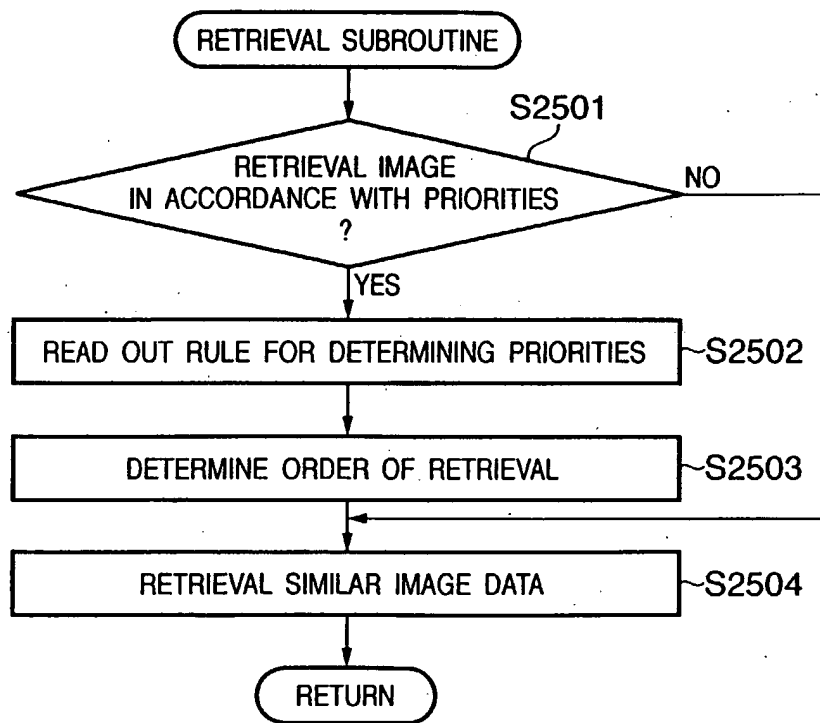 RETRIEVAL SUBROUTINE
S2501
RETRIEVAL IMAGE
IN ACCORDANCE WITH PRIORITIES
?
NO
YES
READ OUT RULE FOR DETERMINING PRIORITIES
S2502
DETERMINE ORDER OF RETRIEVAL
S2503
RETRIEVAL SIMILAR IMAGE DATA
S2504
RETURN